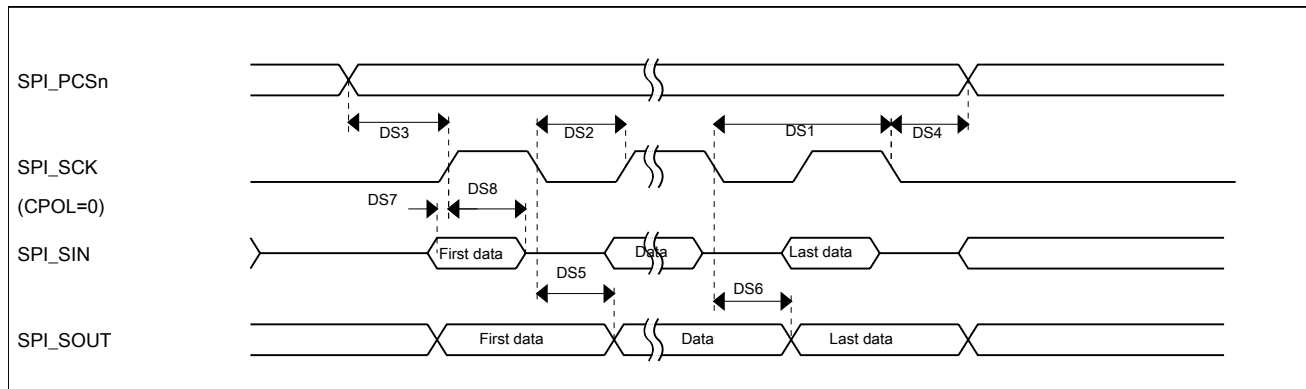 SPI_PCSn
DS3
DS2
DS1
DS4
SPI_SCK
(CPOL=0)
DS7
DS8
SPI_SIN
First data
Data
Last data
DS5
DS6
SPI_SOUT
First data
Data
Last data